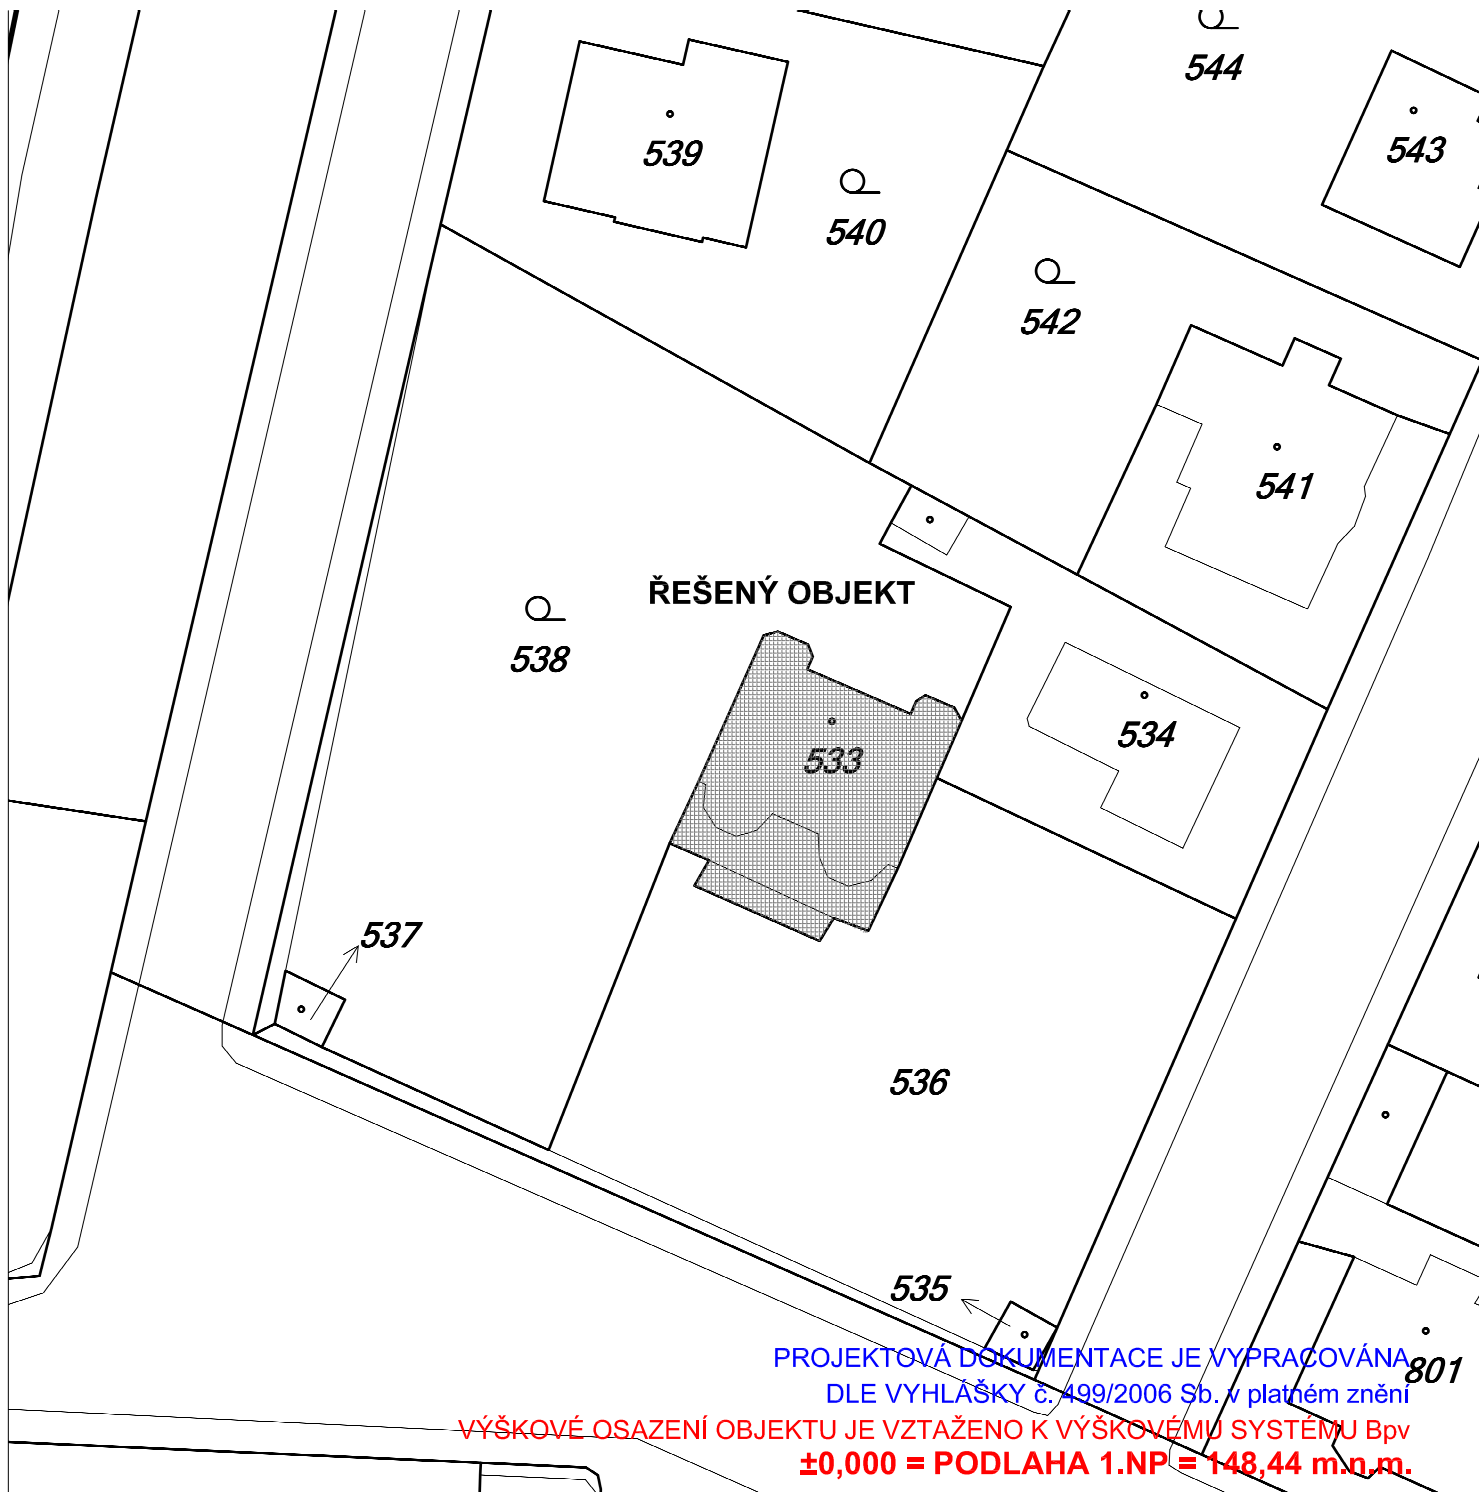 544
543
539
540
542
541
ŘEŠENÝ OBJEKT
538
534
533
537
536
535
PROJEKTOVÁ DOKUMENTACE JE VYPRACOVÁNA
801
DLE VYHLÁŠKY č. 499/2006 Sb. v platném znění
VÝŠKOVÉ OSAZENÍ OBJEKTU JE VZTAŽENO K VÝŠKOVÉMU SYSTÉMU Bpv
±0,000 = PODLAHA 1.NP = 148,44 m.n.m.